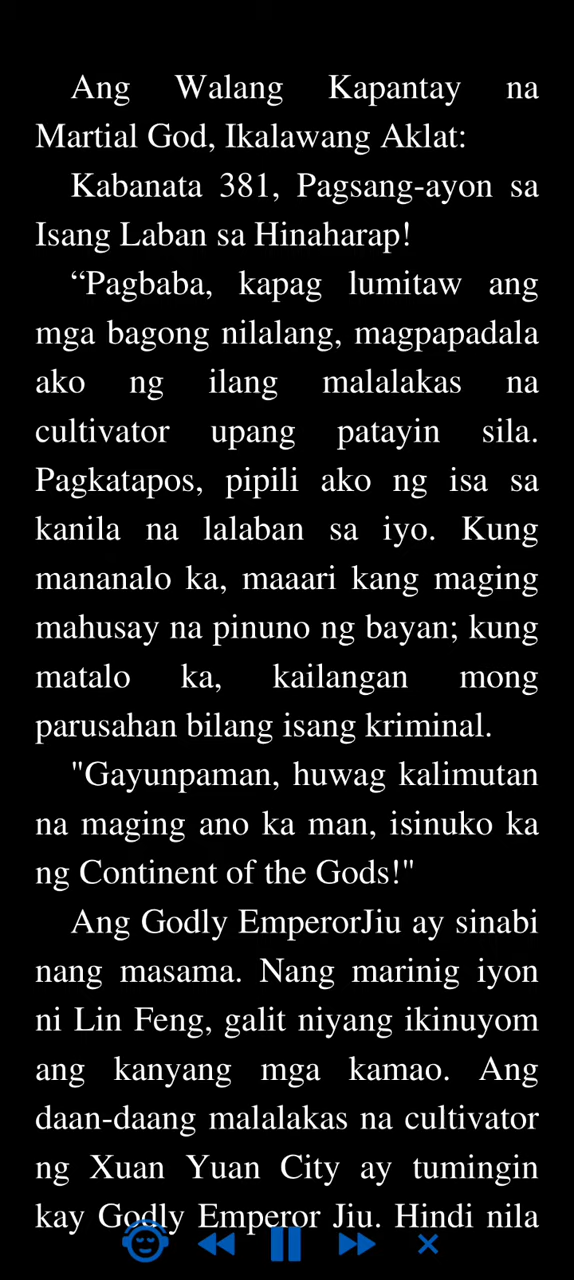 Ang Walang Kapantay na
Martial God, Ikalawang Aklat:
Kabanata 381, Pagsang-ayon sa
Isang Laban sa Hinaharap!
“Pagbaba, kapag lumitaw ang
mga bagong nilalang, magpapadala
ako ng ilang malalakas na
cultivator upang patayin sila.
Pagkatapos, pipili ako ng isa sa
kanila na lalaban sa iyo. Kung
mananalo ka, maaari kang maging
mahusay na pinuno ng bayan; kung
matalo ka, kailangan mong
parusahan bilang isang kriminal.
"Gayunpaman, huwag kalimutan
na maging ano ka man, isinuko ka
ng Continent of the Gods!"
Ang Godly EmperorJiu ay sinabi
nang masama. Nang marinig iyon
ni Lin Feng, galit niyang ikinuyom
ang kanyang mga kamao. Ang
daan-daang malalakas na cultivator
ng Xuan Yuan City ay tumingin
kay Godly Emperor Jiu. Hindi nila